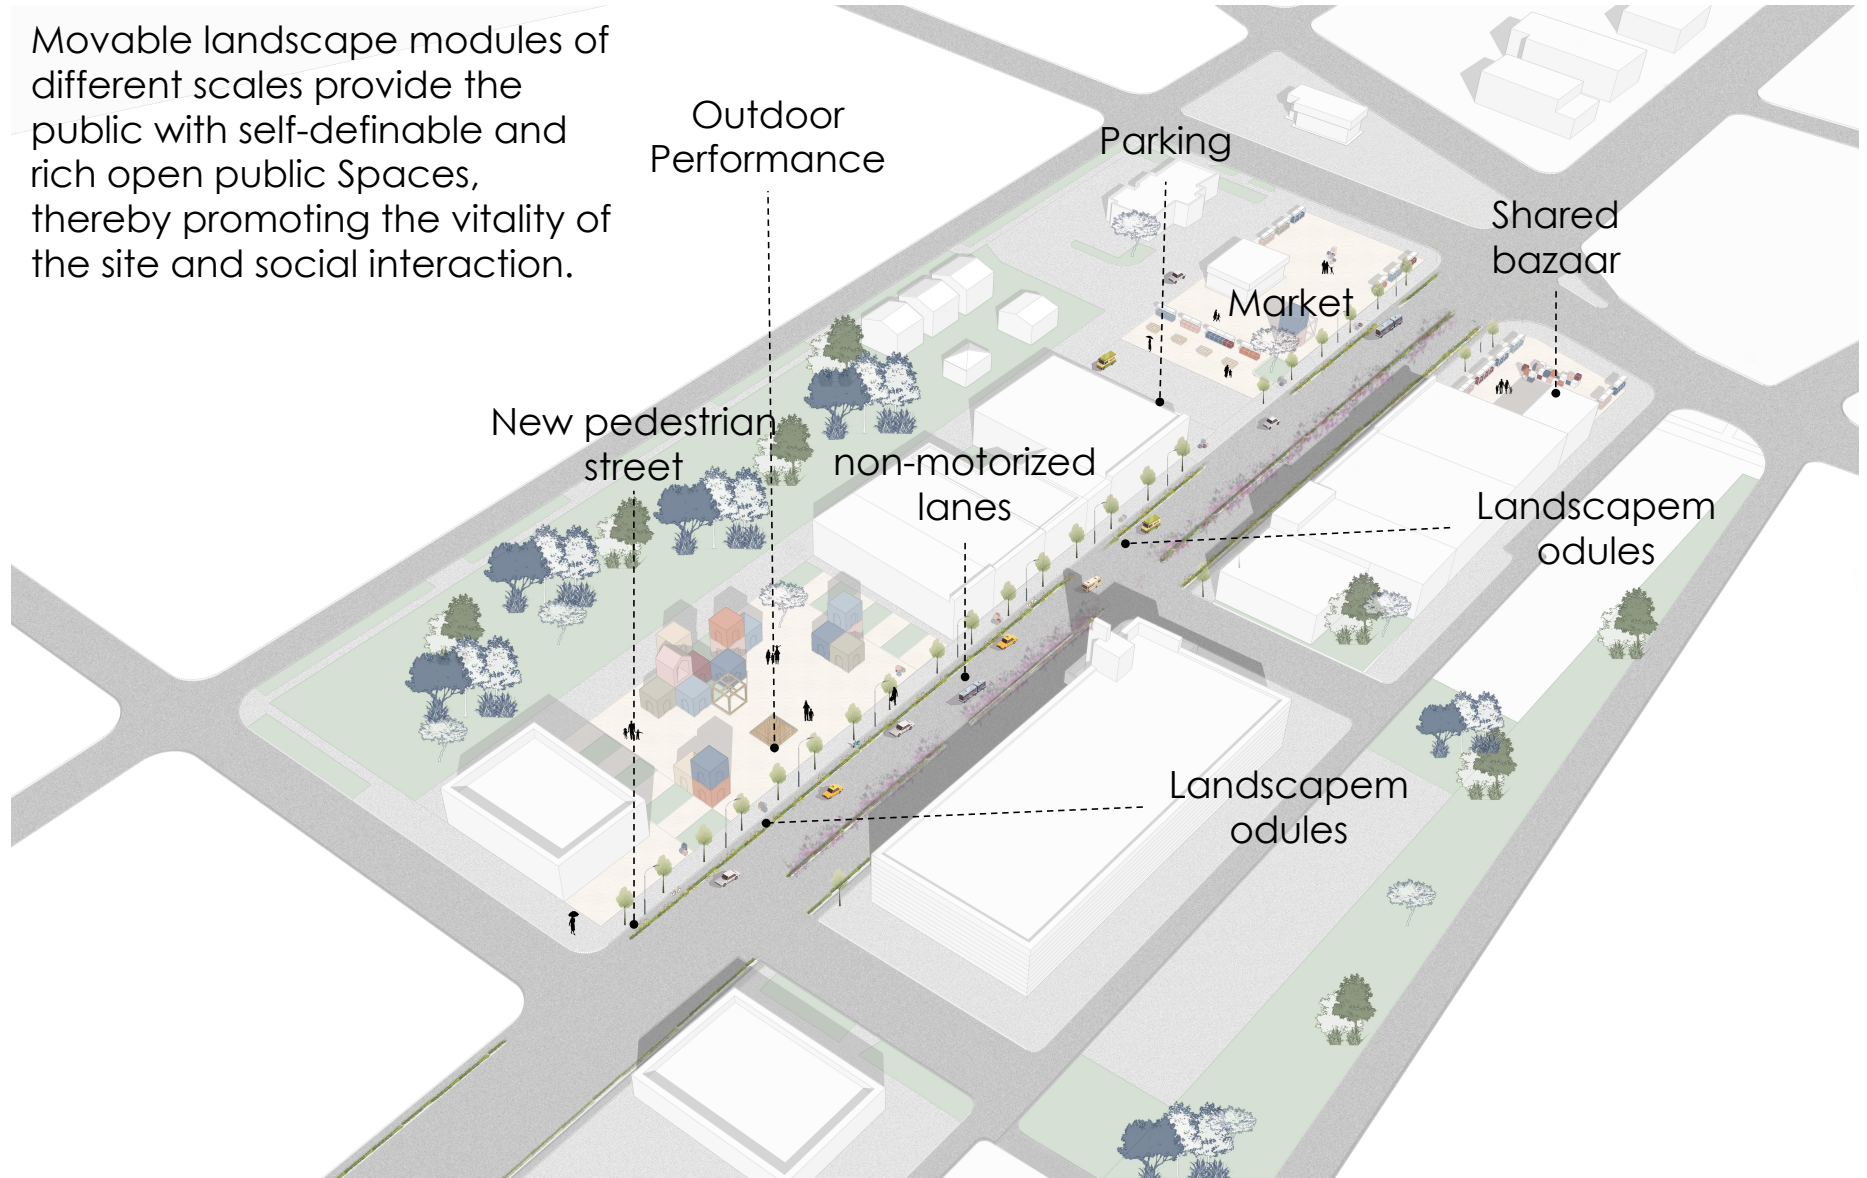 Movable landscape modules of
different scales provide the
public with self-definable and
rich open public Spaces,
thereby promoting the vitality of
the site and social interaction.
Outdoor
Performance
Parking
Shared
bazaar
Market
New pedestrian
street
non-motorized
lanes
Landscapem
odules
Landscapem
odules